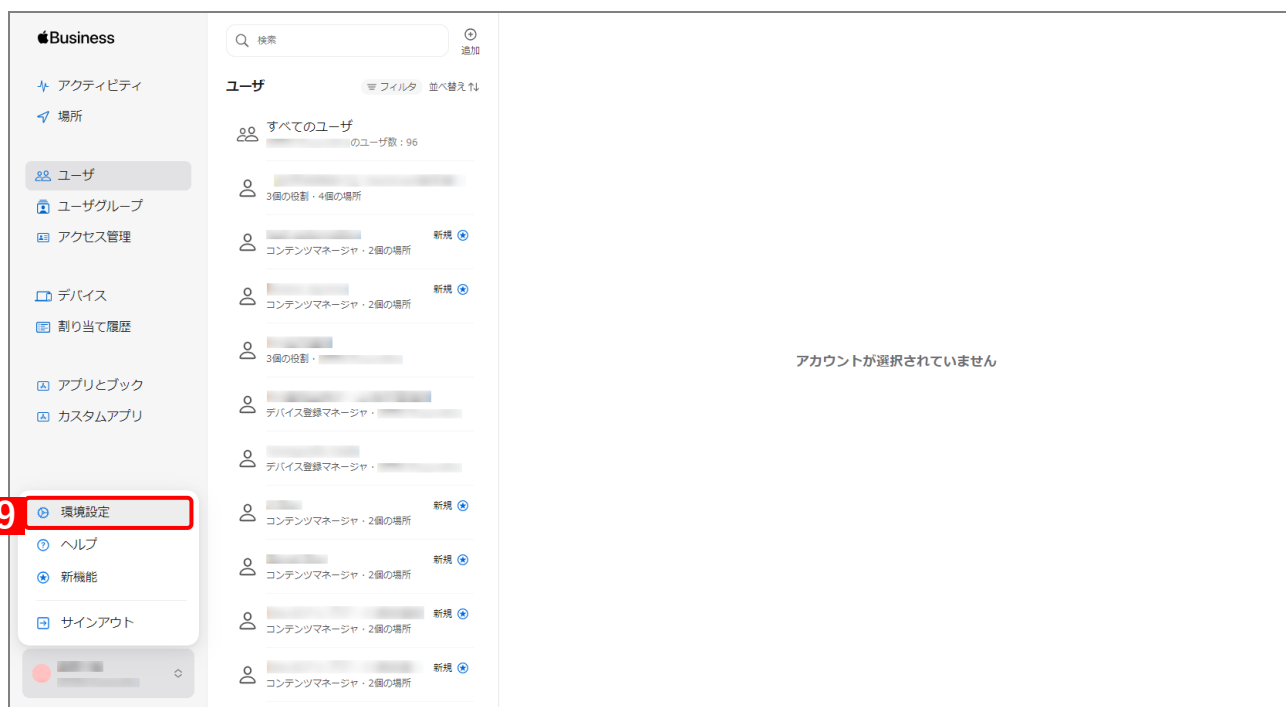 Business
アクティビティ
場所
ユーザ
ユーザグループ
アクセス管理
デバイス
割り当て履歴
アプリとブック
カスタムアプリ
9
環境設定
ヘルプ
新機能
サインアウト
検索
追加
ユーザ
フィルタ 並べ替え↑↓
すべてのユーザ
のユーザ数：96
3個の役割・4個の場所
新規
コンテンツマネージャ・2個の場所
新規
コンテンツマネージャ・2個の場所
3個の役割・
デバイス登録マネージャ・
デバイス登録マネージャ・
新規
コンテンツマネージャ・2個の場所
新規
コンテンツマネージャ・2個の場所
新規
コンテンツマネージャ・2個の場所
新規
コンテンツマネージャ・2個の場所
アカウントが選択されていません